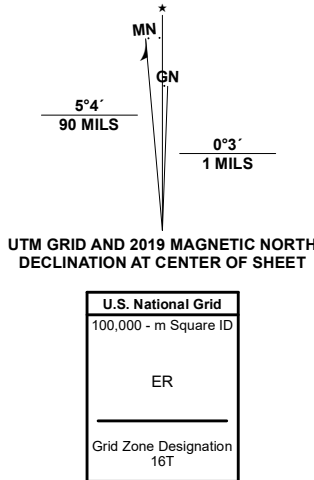 MN
GN
5°4´
90 MILS
0°3´
1 MILS
UTM GRID AND 2019 MAGNETIC NORTH
DECLINATION AT CENTER OF SHEET
U.S. National Grid
100,000 - m Square ID
ER
Grid Zone Designation
16T